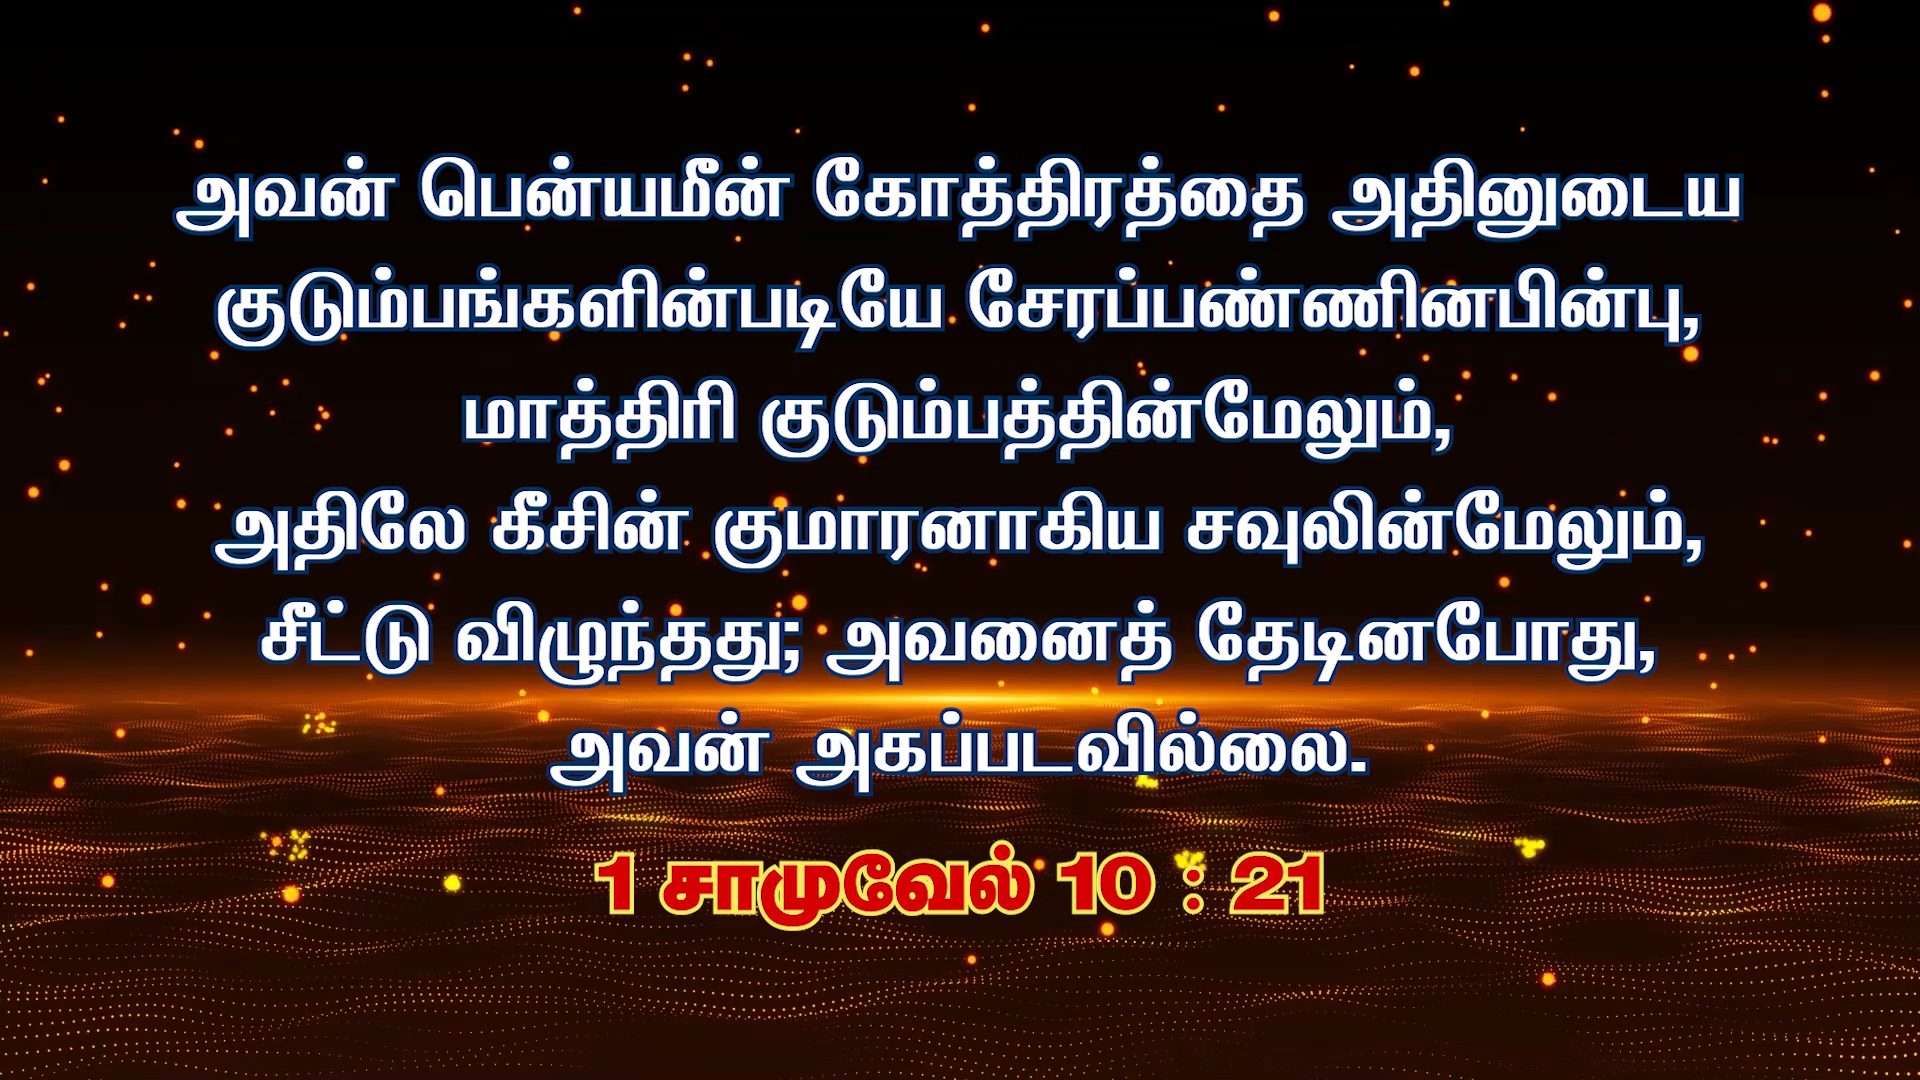 அவன் பென்யமீன் கோத்திரத்தை அதினுடைய
குடும்பங்களின்படியே சேரப்பண்ணினபின்பு,
மாத்திரி குடும்பத்தின்மேலும்,
அதிலே கீசின் குமாரனாகிய சவுலின்மேலும்,
சீட்டு விழுந்தது; அவனைத் தேடினபோது,
அவன் அகப்படவில்லை.
1 சாமுவேல் 10 : 21